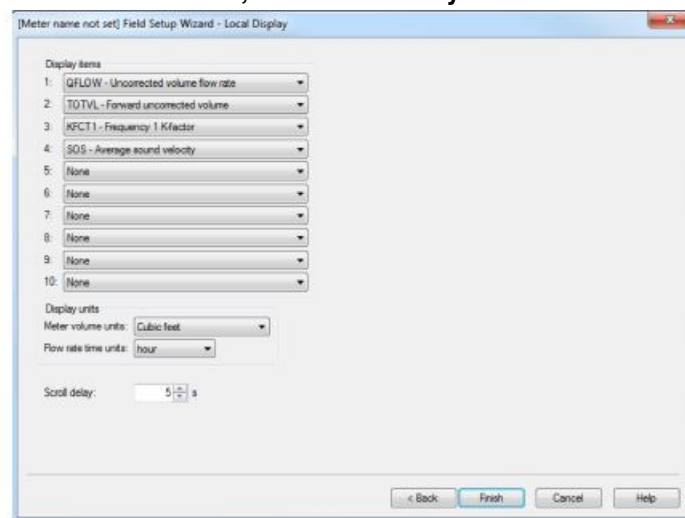 [Meter name not set] Field Setup Wizard - Local Display
Display items
1: QFLOW - Uncorrected volume flow rate
2: TOTVL - Forward uncorrected volume
3: KFCT1 - Frequency 1 K-factor
4: SOS - Average sound velocity
5: None
6: None
7: None
8: None
9: None
10: None
Display units
Meter volume units: Cubic feet
Flow rate time units: hour
Scroll delay: 5 s
< Back Finish Cancel Help